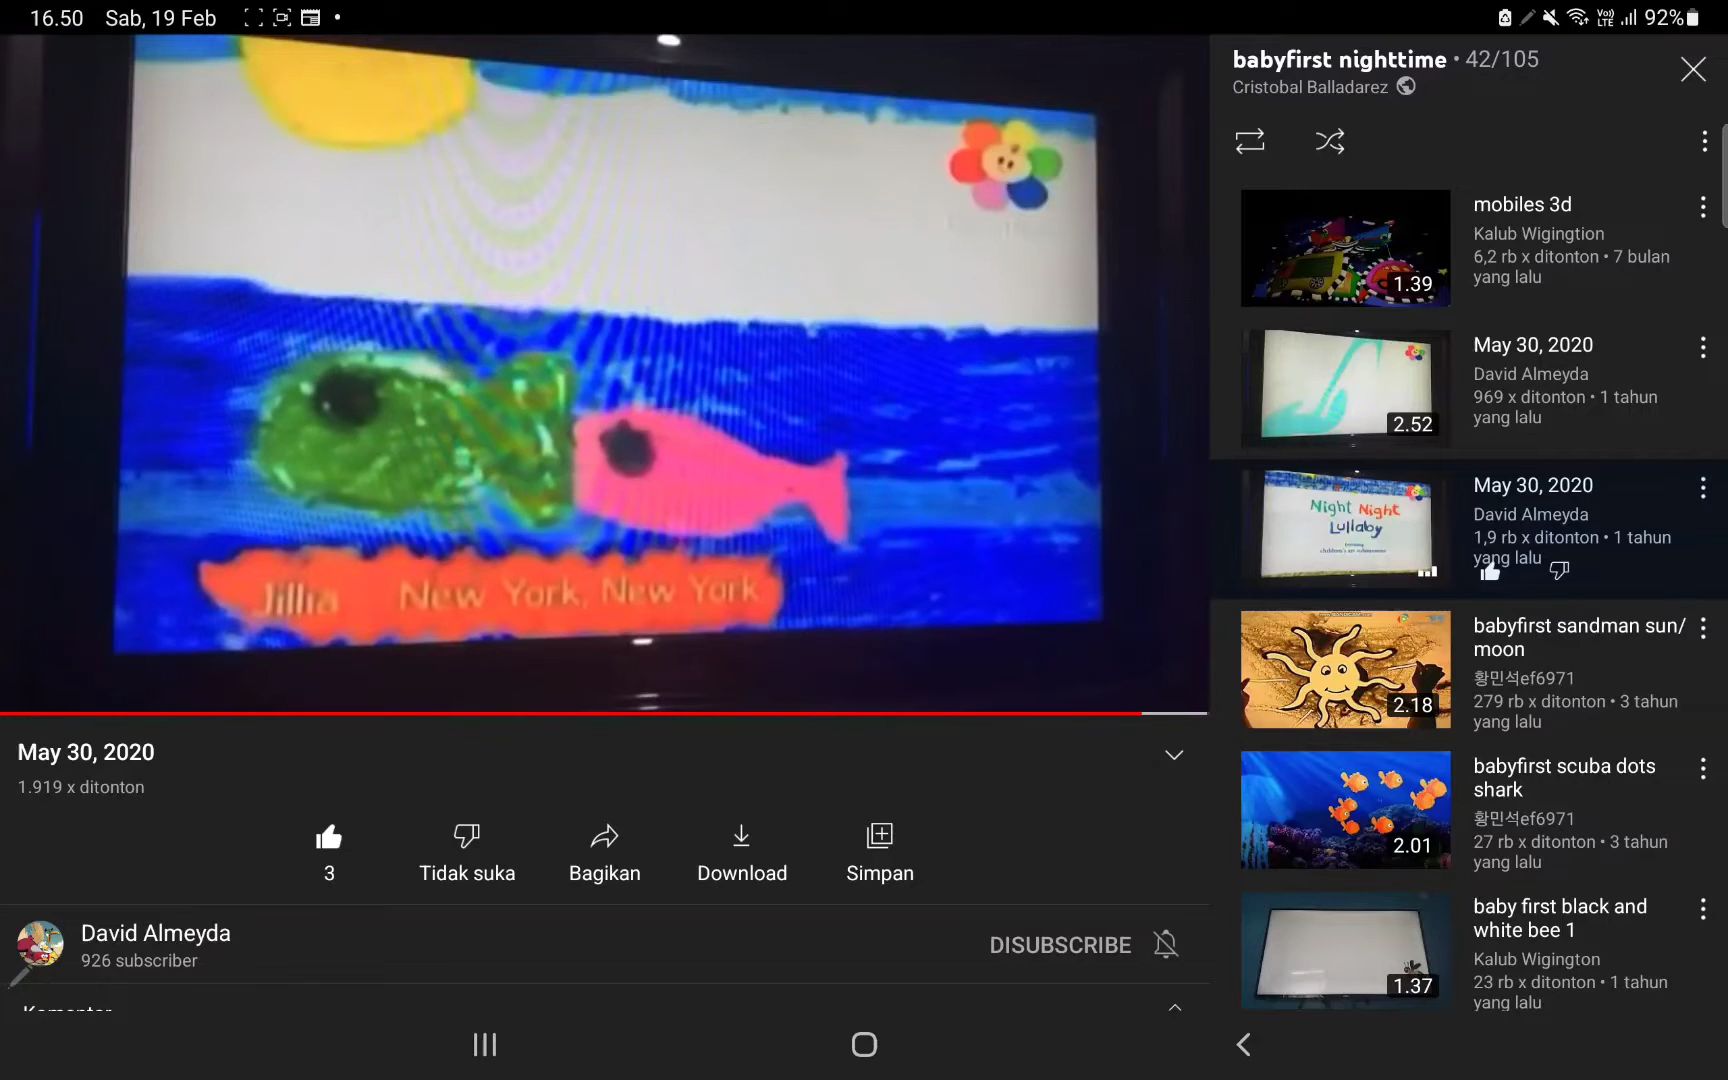 16.50 Sab, 19 Feb
Vo))
LTE
92%
Jillia New York, New York
May 30, 2020
1.919 x ditonton
3
Tidak suka
Bagikan
Download
Simpan
David Almeyda
926 subscriber
DISUBSCRIBE
Komentar
babyfirst nighttime • 42/105
Cristobal Balladarez
1.39
mobiles 3d
Kalub Wigingtion
6,2 rb x ditonton • 7 bulan
yang lalu
2.52
May 30, 2020
David Almeyda
969 x ditonton • 1 tahun
yang lalu
Night Night
Lullaby
May 30, 2020
David Almeyda
1,9 rb x ditonton • 1 tahun
yang lalu
2.18
babyfirst sandman sun/
moon
황민석ef6971
279 rb x ditonton • 3 tahun
yang lalu
2.01
babyfirst scuba dots
shark
황민석ef6971
27 rb x ditonton • 3 tahun
yang lalu
1.37
baby first black and
white bee 1
Kalub Wigington
23 rb x ditonton • 1 tahun
yang lalu